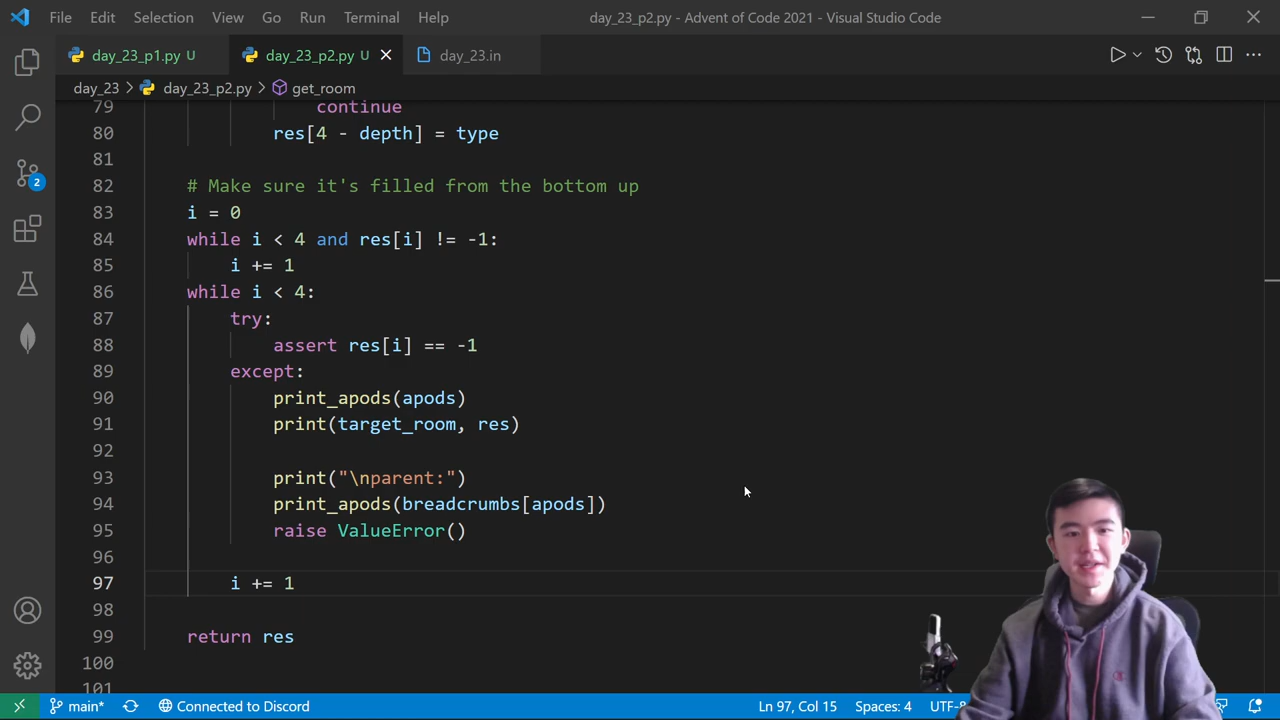 File Edit Selection View Go Run Terminal Help day_23_p2.py - Advent of Code 2021 - Visual Studio Code
day_23_p1.py U day_23_p2.py U day_23.in
day_23 > day_23_p2.py > get_room
79 continue
80 res[4 - depth] = type
81
82 # Make sure it's filled from the bottom up
83 i = 0
84 while i < 4 and res[i] != -1:
85 i += 1
86 while i < 4:
87 try:
88 assert res[i] == -1
89 except:
90 print_apods(apods)
91 print(target_room, res)
92
93 print("\nparent:")
94 print_apods(breadcrumbs[apods])
95 raise ValueError()
96
97 i += 1
98
99 return res
100
101
2
main* Connected to Discord Ln 97, Col 15 Spaces: 4 UTF-8